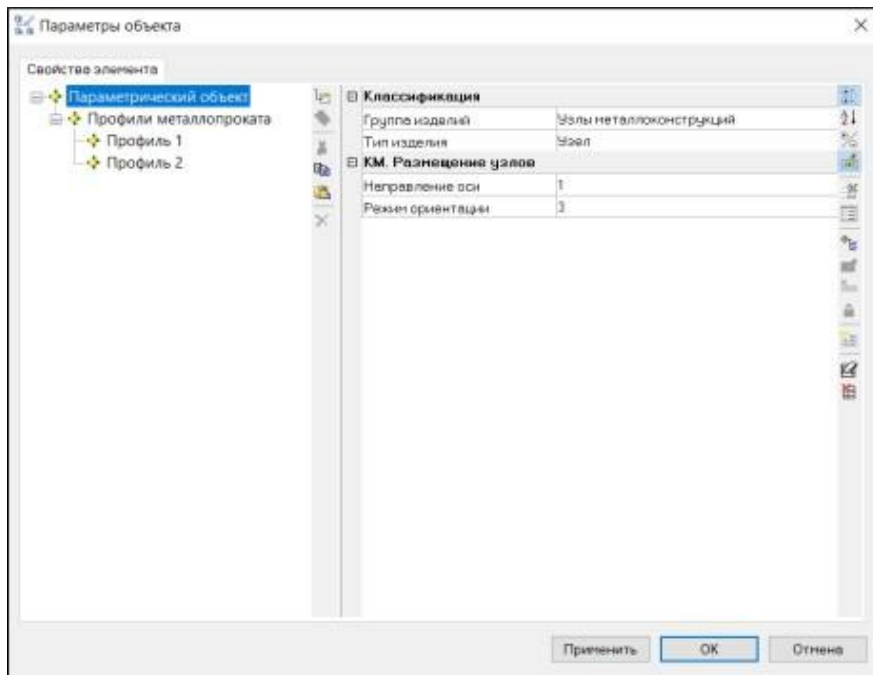 Параметры объекта
Свойства элемента
Параметрический объект
Профили металлопроката
Профиль 1
Профиль 2
Классификация
Группа изделий Узлы металлоконструкций
Тип изделия Узел
КМ. Размещение узлов
Направление оси 1
Режим ориентации 3
Применить ОК Отмена